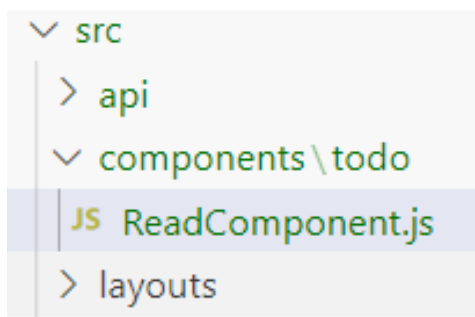 src
api
components\todo
JS ReadComponent.js
layouts